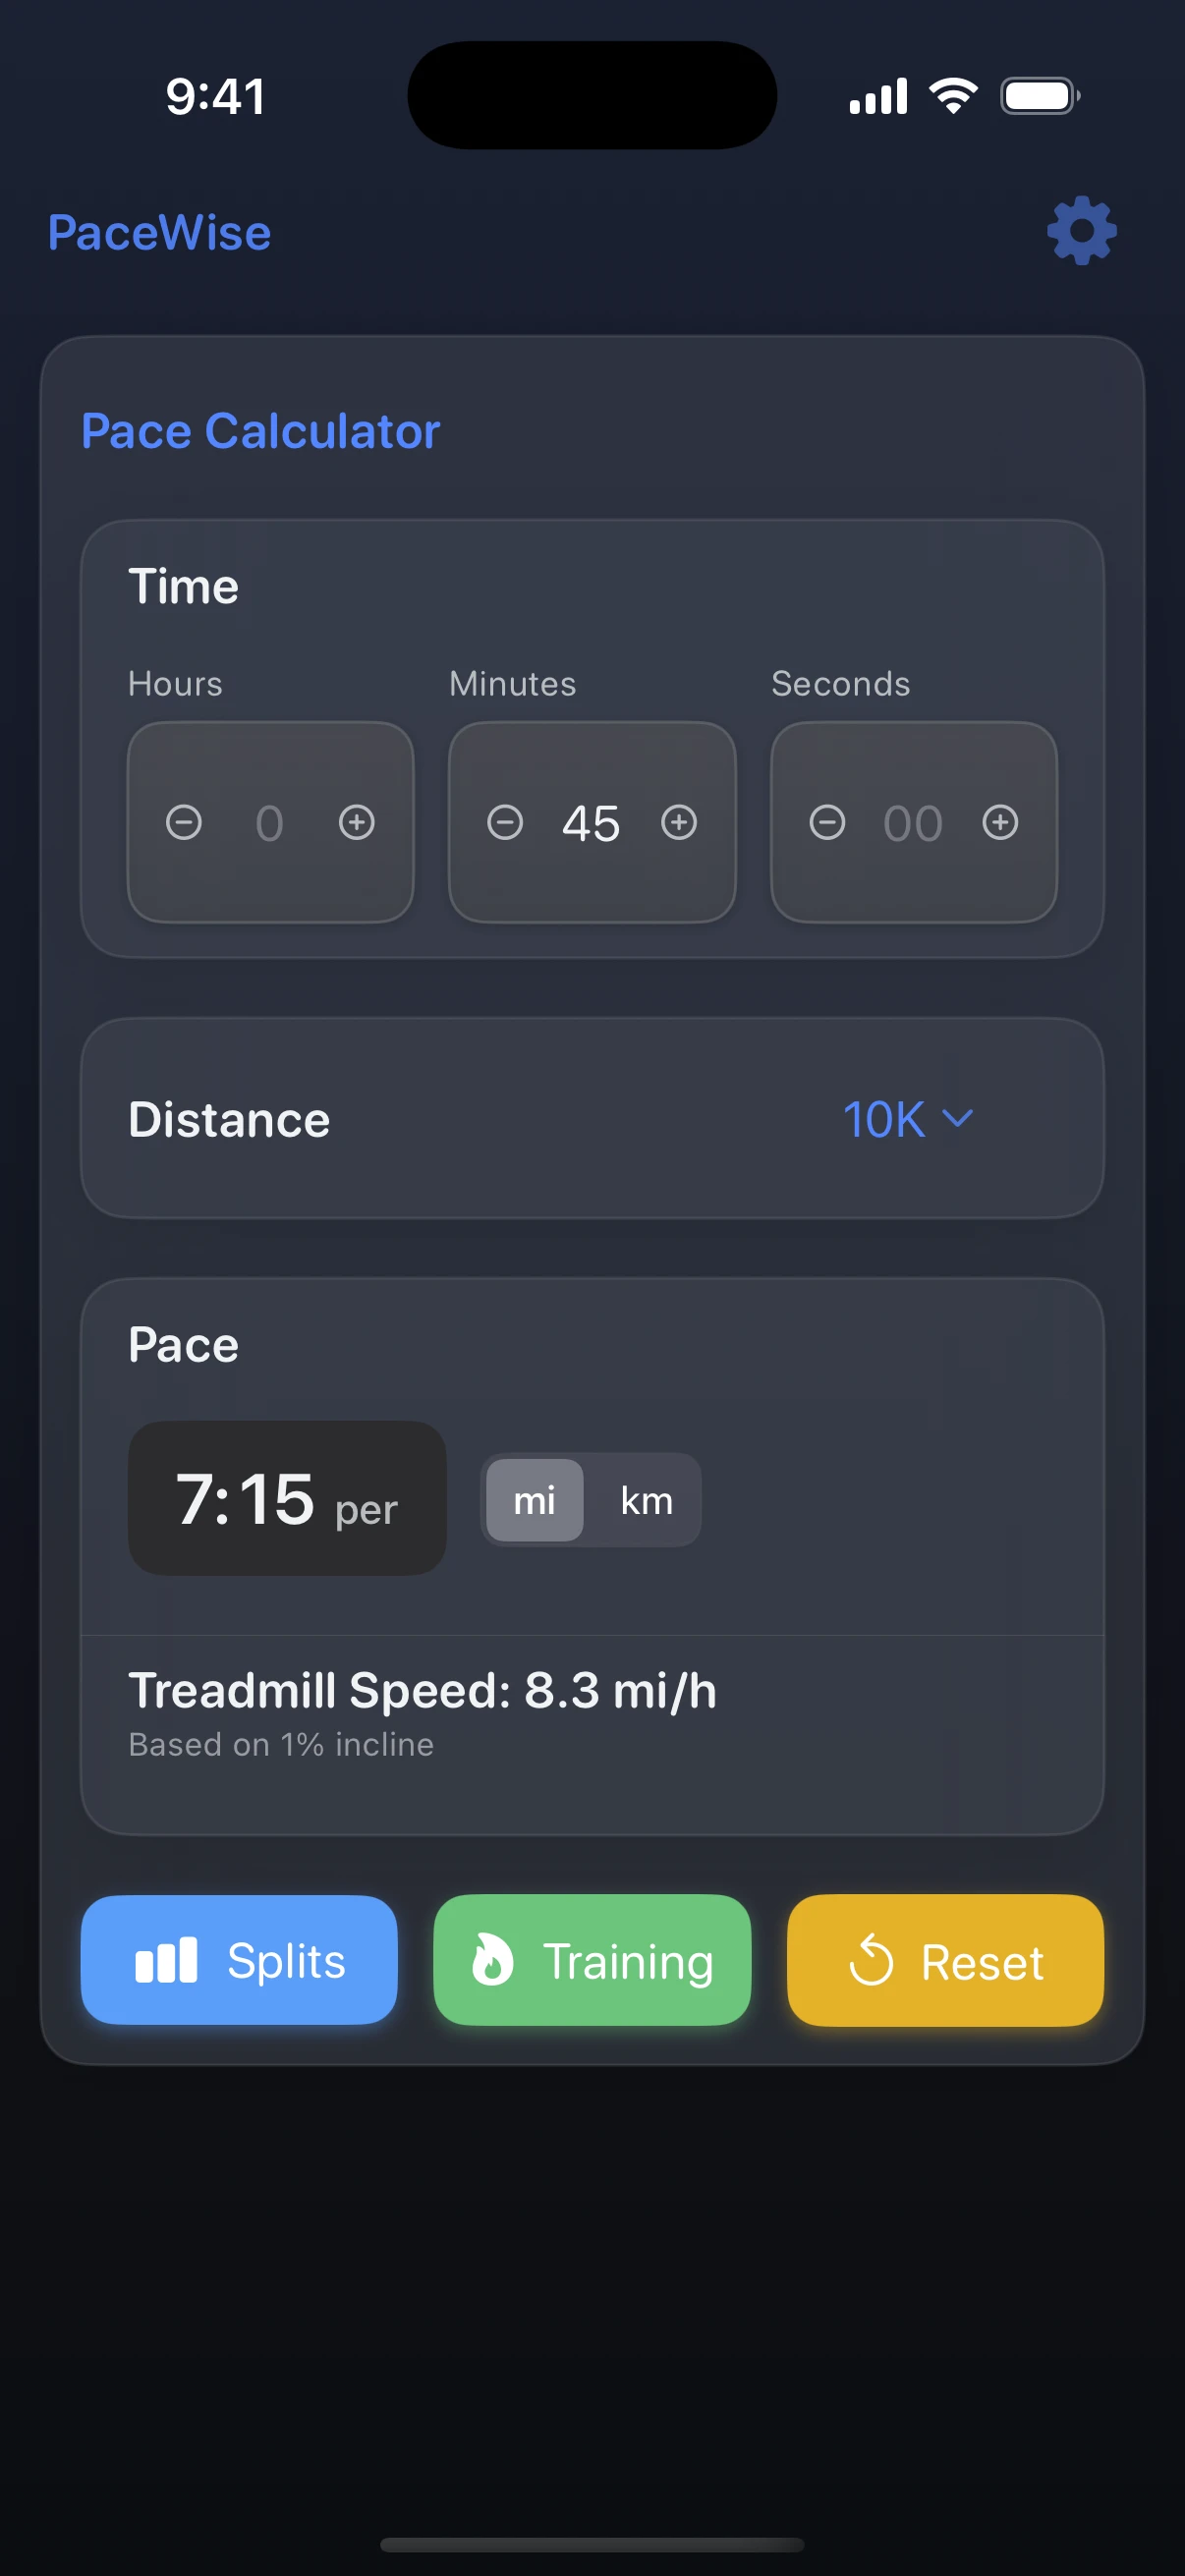 9:41
PaceWise
Pace Calculator
Time
Hours Minutes Seconds
0 45 00
Distance 10K
Pace
7:15 per mi km
Treadmill Speed: 8.3 mi/h
Based on 1% incline
Splits Training Reset